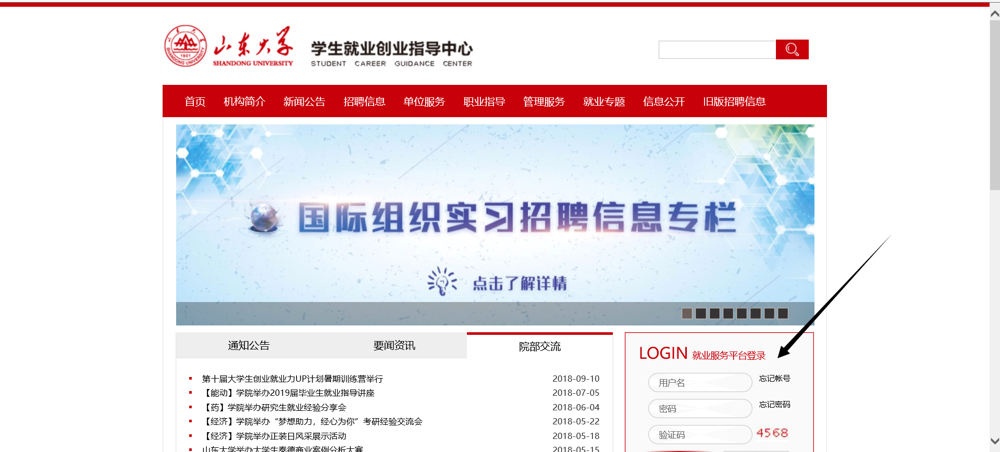 山东大学
SHANDONG UNIVERSITY
1901
学生就业创业指导中心
STUDENT CAREER GUIDANCE CENTER
首页 机构简介 新闻公告 招聘信息 单位服务 职业指导 管理服务 就业专题 信息公开 旧版招聘信息
国际组织实习招聘信息专栏
点击了解详情
通知公告 要闻资讯 院部交流
第十届大学生创业就业力UP计划暑期训练营举行 2018-09-10
【能动】学院举办2019届毕业生就业指导讲座 2018-07-05
【药】学院举办研究生就业经验分享会 2018-06-04
【经济】学院举办“梦想助力，经心为你”考研经验交流会 2018-05-22
【经济】学院举办正装日风采展示活动 2018-05-18
山东大学举办大学生泰德商业案例分析大赛 2018-05-15
LOGIN 就业服务平台登录
用户名 忘记帐号
密码 忘记密码
验证码 4568